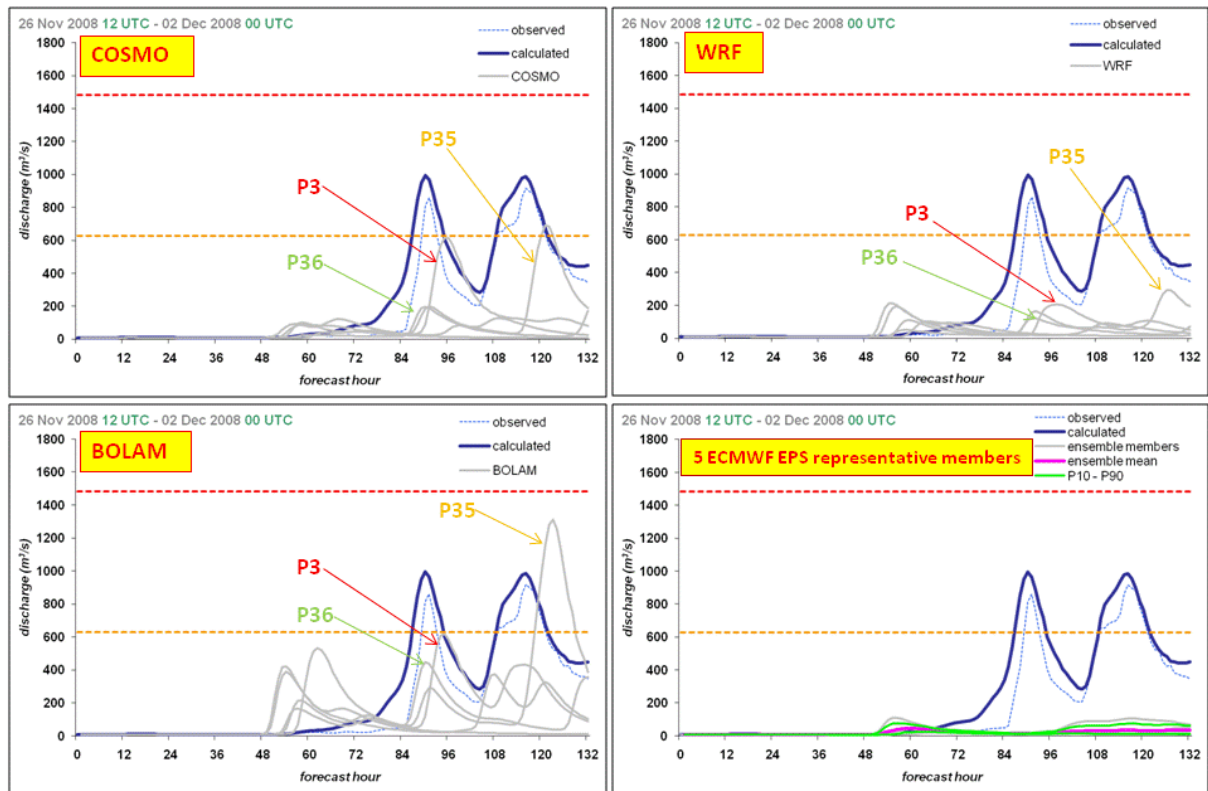 26 Nov 2008 12 UTC - 02 Dec 2008 00 UTC
COSMO
observed
calculated
COSMO
1800
1600
1400
1200
1000
800
600
400
200
0
discharge (m³/s)
P35
P3
P36
0 12 24 36 48 60 72 84 96 108 120 132
forecast hour
26 Nov 2008 12 UTC - 02 Dec 2008 00 UTC
WRF
observed
calculated
WRF
1800
1600
1400
1200
1000
800
600
400
200
0
discharge (m³/s)
P35
P3
P36
0 12 24 36 48 60 72 84 96 108 120 132
forecast hour
26 Nov 2008 12 UTC - 02 Dec 2008 00 UTC
BOLAM
observed
calculated
BOLAM
1800
1600
1400
1200
1000
800
600
400
200
0
discharge (m³/s)
P35
P3
P36
0 12 24 36 48 60 72 84 96 108 120 132
forecast hour
26 Nov 2008 12 UTC - 02 Dec 2008 00 UTC
5 ECMWF EPS representative members
observed
calculated
ensemble members
ensemble mean
P10 - P90
1800
1600
1400
1200
1000
800
600
400
200
0
discharge (m³/s)
0 12 24 36 48 60 72 84 96 108 120 132
forecast hour